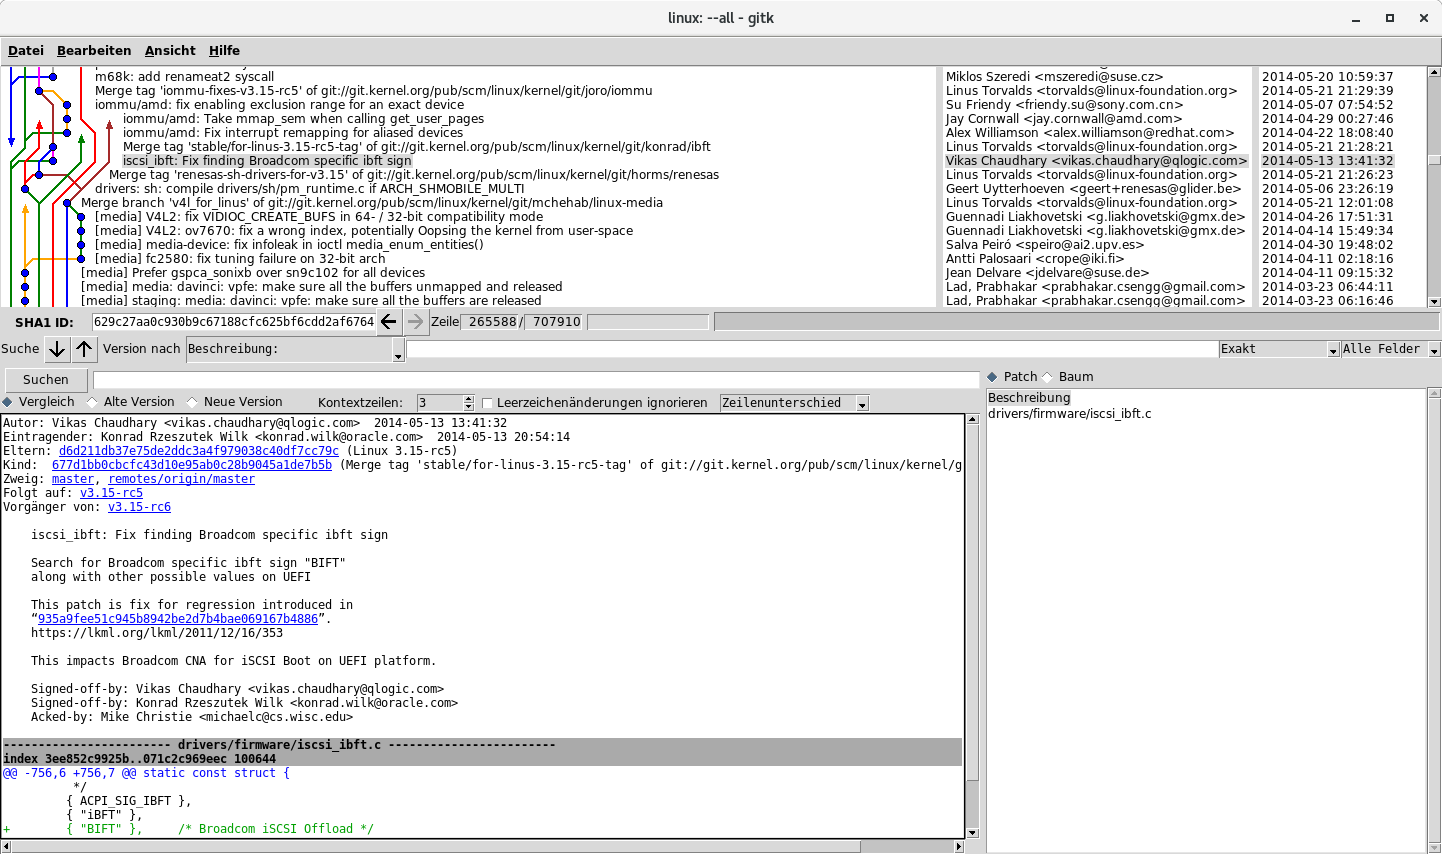 linux: --all - gitk
Datei Bearbeiten Ansicht Hilfe
m68k: add renameat2 syscall Miklos Szeredi <mszeredi@suse.cz> 2014-05-20 10:59:37
Merge tag 'iommu-fixes-v3.15-rc5' of git://git.kernel.org/pub/scm/linux/kernel/git/joro/iommu Linus Torvalds <torvalds@linux-foundation.org> 2014-05-21 21:29:39
iommu/amd: fix enabling exclusion range for an exact device Su Friendy <friendy.su@sony.com.cn> 2014-05-07 07:54:52
iommu/amd: Take mmap_sem when calling get_user_pages Jay Cornwall <jay.cornwall@amd.com> 2014-04-29 00:27:46
iommu/amd: Fix interrupt remapping for aliased devices Alex Williamson <alex.williamson@redhat.com> 2014-04-22 18:08:40
Merge tag 'stable/for-linus-3.15-rc5-tag' of git://git.kernel.org/pub/scm/linux/kernel/git/konrad/ibft Linus Torvalds <torvalds@linux-foundation.org> 2014-05-21 21:28:21
iscsi_ibft: Fix finding Broadcom specific ibft sign Vikas Chaudhary <vikas.chaudhary@qlogic.com> 2014-05-13 13:41:32
Merge tag 'renesas-sh-drivers-for-v3.15' of git://git.kernel.org/pub/scm/linux/kernel/git/horms/renesas Linus Torvalds <torvalds@linux-foundation.org> 2014-05-21 21:26:23
drivers: sh: compile drivers/sh/pm_runtime.c if ARCH_SHMOBILE_MULTI Geert Uytterhoeven <geert+renesas@glider.be> 2014-05-06 23:26:19
Merge branch 'v4l_for_linus' of git://git.kernel.org/pub/scm/linux/kernel/git/mchehab/linux-media Linus Torvalds <torvalds@linux-foundation.org> 2014-05-21 12:01:08
[media] V4L2: fix VIDIOC_CREATE_BUFS in 64- / 32-bit compatibility mode Guennadi Liakhovetski <g.liakhovetski@gmx.de> 2014-04-26 17:51:31
[media] V4L2: ov7670: fix a wrong index, potentially Oopsing the kernel from user-space Guennadi Liakhovetski <g.liakhovetski@gmx.de> 2014-04-14 15:49:34
[media] media-device: fix infoleak in ioctl media_enum_entities() Salva Peiró <speiro@ai2.upv.es> 2014-04-30 19:48:02
[media] fc2580: fix tuning failure on 32-bit arch Antti Palosaari <crope@iki.fi> 2014-04-11 02:18:16
[media] Prefer gspca_sonixb over sn9c102 for all devices Jean Delvare <jdelvare@suse.de> 2014-04-11 09:15:32
[media] media: davinci: vpfe: make sure all the buffers unmapped and released Lad, Prabhakar <prabhakar.csengg@gmail.com> 2014-03-23 06:44:11
[media] staging: media: davinci: vpfe: make sure all the buffers are released Lad, Prabhakar <prabhakar.csengg@gmail.com> 2014-03-23 06:16:46
SHA1 ID: 629c27aa0c930b9c67188cfc625bf6cdd2af6764 Zeile 265588 / 707910
Suche Version nach Beschreibung: Exakt Alle Felder
Suchen
Patch Baum
Vergleich Alte Version Neue Version Kontextzeilen: 3 Leerzeichenänderungen ignorieren Zeilenunterschied
Beschreibung
drivers/firmware/iscsi_ibft.c
Autor: Vikas Chaudhary <vikas.chaudhary@qlogic.com> 2014-05-13 13:41:32
Eintragender: Konrad Rzeszutek Wilk <konrad.wilk@oracle.com> 2014-05-13 20:54:14
Eltern: d6d211db37e75de2ddc3a4f979038c40df7cc79c (Linux 3.15-rc5)
Kind: 677d1bb0cbcfc43d10e95ab0c28b9045a1de7b5b (Merge tag 'stable/for-linus-3.15-rc5-tag' of git://git.kernel.org/pub/scm/linux/kernel/g
Zweig: master, remotes/origin/master
Folgt auf: v3.15-rc5
Vorgänger von: v3.15-rc6
iscsi_ibft: Fix finding Broadcom specific ibft sign
Search for Broadcom specific ibft sign "BIFT"
along with other possible values on UEFI
This patch is fix for regression introduced in
“935a9fee51c945b8942be2d7b4bae069167b4886”.
https://lkml.org/lkml/2011/12/16/353
This impacts Broadcom CNA for iSCSI Boot on UEFI platform.
Signed-off-by: Vikas Chaudhary <vikas.chaudhary@qlogic.com>
Signed-off-by: Konrad Rzeszutek Wilk <konrad.wilk@oracle.com>
Acked-by: Mike Christie <michaelc@cs.wisc.edu>
------------------------ drivers/firmware/iscsi_ibft.c ------------------------
index 3ee852c9925b..071c2c969eec 100644
@@ -756,6 +756,7 @@ static const struct {
*/
{ ACPI_SIG_IBFT },
{ "iBFT" },
+ { "BIFT" }, /* Broadcom iSCSI Offload */